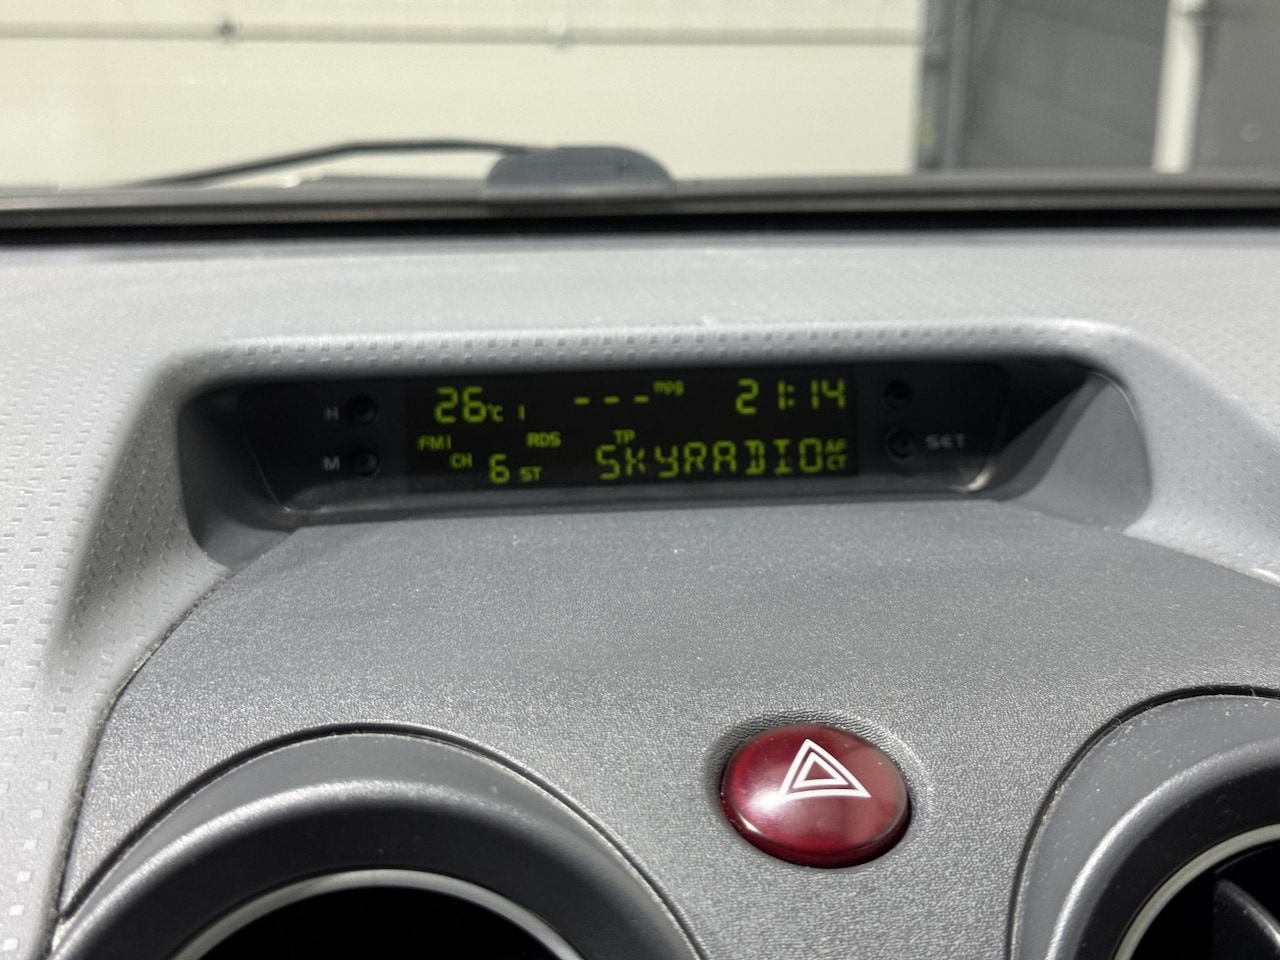 H 26°C --- mpg 21:14
FM1 RDS TP AF
M CH 6 ST SKYRADIO CT SET